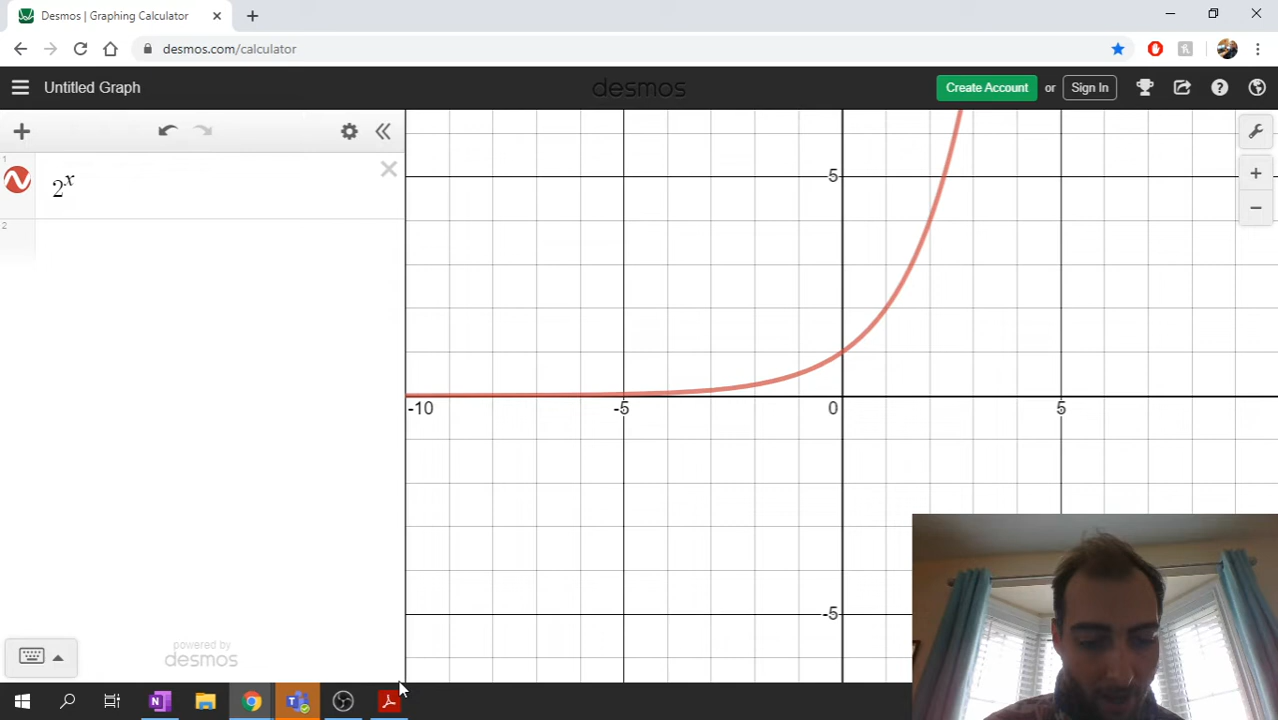 Desmos | Graphing Calculator
desmos.com/calculator
Untitled Graph
desmos
Create Account or Sign In
1
2^x
2
5
-10 -5 0 5
-5
powered by
desmos